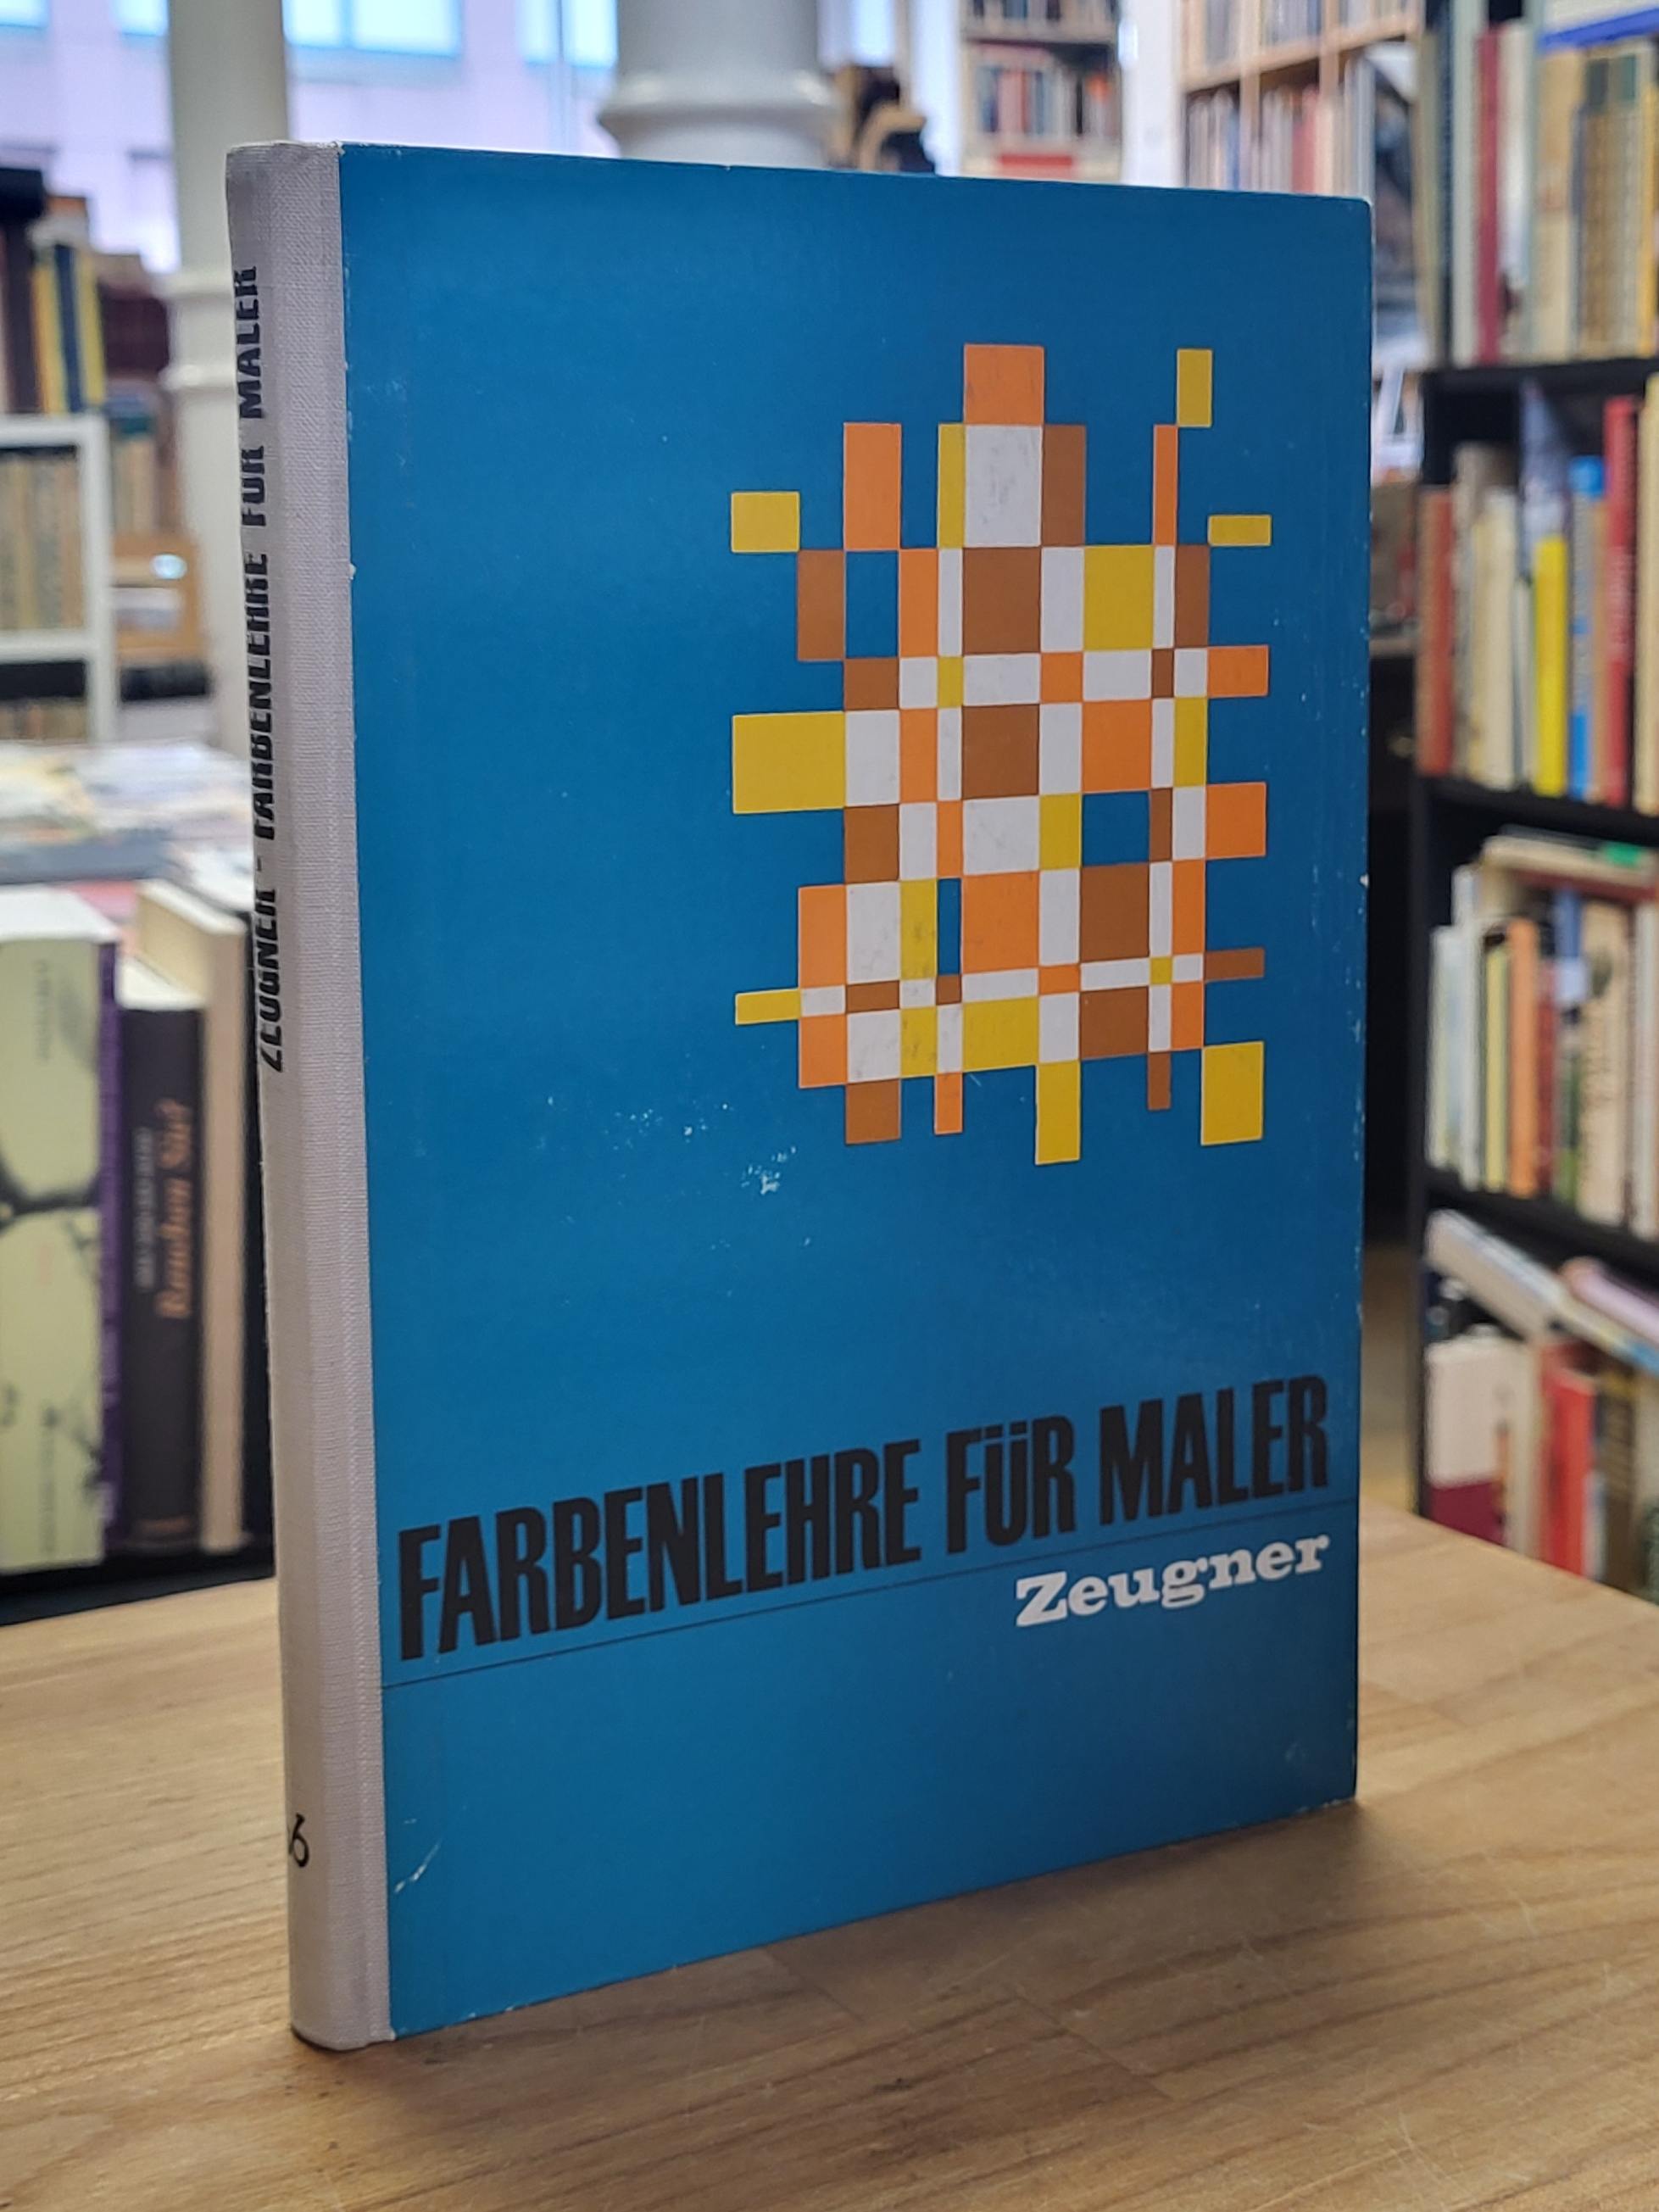 ZEUGNER - FARBENLEHRE FÜR MALER
FARBENLEHRE FÜR MALER
Zeugner